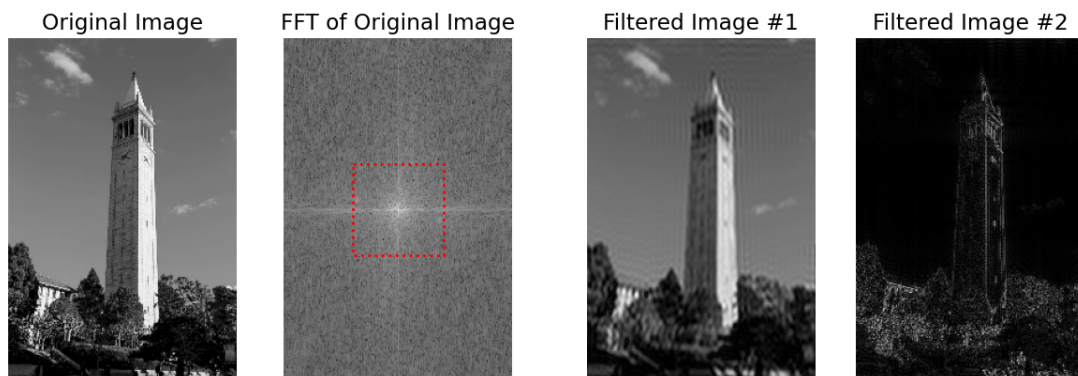 Original Image
FFT of Original Image
Filtered Image #1
Filtered Image #2